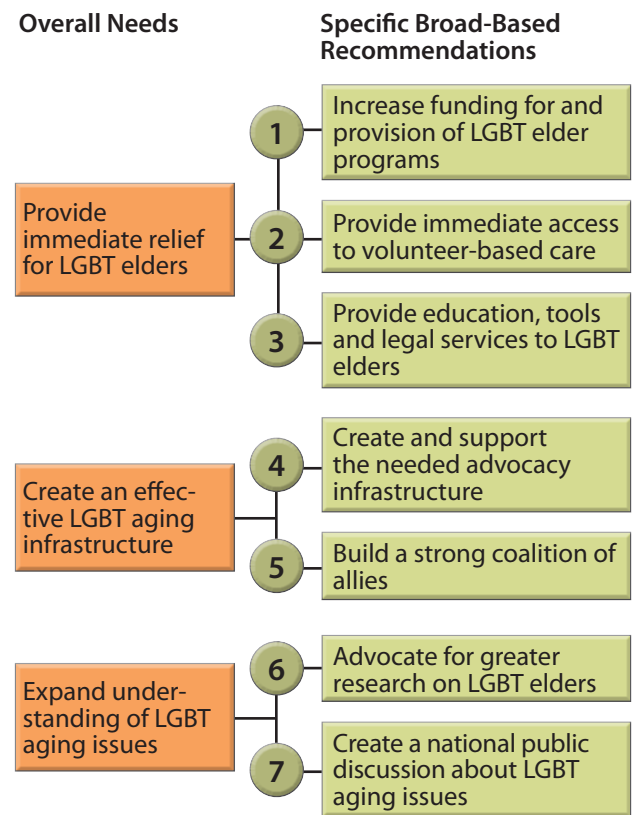 Overall Needs
Specific Broad-Based
Recommendations
Provide
immediate relief
for LGBT elders
1
Increase funding for and
provision of LGBT elder
programs
2
Provide immediate access
to volunteer-based care
3
Provide education, tools
and legal services to LGBT
elders
Create an effec-
tive LGBT aging
infrastructure
4
Create and support
the needed advocacy
infrastructure
5
Build a strong coalition of
allies
Expand under-
standing of LGBT
aging issues
6
Advocate for greater
research on LGBT elders
7
Create a national public
discussion about LGBT
aging issues